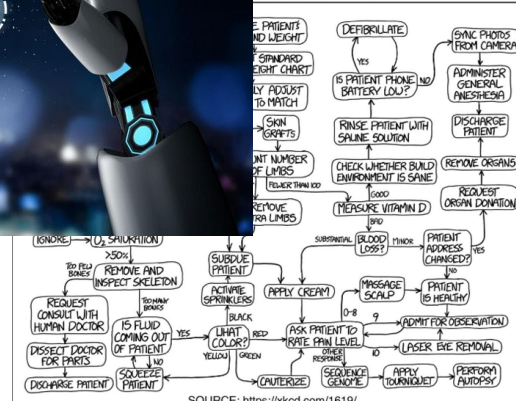 E PATIENT'S
ND WEIGHT
T STANDARD
EIGHT CHART
LY ADJUST
TO MATCH
SKIN
GRAFTS
UNT NUMBER
OF LIMBS
FEWER THAN 100
REMOVE
TRA LIMBS
DEFIBRILLATE
YES
IS PATIENT PHONE
BATTERY LOW?
NO
RINSE PATIENT WITH
SALINE SOLUTION
CHECK WHETHER BUILD
ENVIRONMENT IS SANE
GOOD
MEASURE VITAMIN D
BAD
SYNC PHOTOS
FROM CAMERA
ADMINISTER
GENERAL
ANESTHESIA
DISCHARGE
PATIENT
REMOVE ORGANS
REQUEST
ORGAN DONATION
SUBSTANTIAL
BLOOD
LOSS?
MINOR
PATIENT
ADDRESS
CHANGED?
YES
NO
IGNORE
O₂ SATURATION
>50%
TOO FEW
BONES
REMOVE AND
INSPECT SKELETON
TOO MANY
BONES
REQUEST
CONSULT WITH
HUMAN DOCTOR
DISSECT DOCTOR
FOR PARTS
DISCHARGE PATIENT
IS FLUID
COMING OUT
OF PATIENT
YES
NO
SQUEEZE
PATIENT
SUBDUE
PATIENT
ACTIVATE
SPRINKLERS
BLACK
WHAT
COLOR?
RED
YELLOW
GREEN
APPLY CREAM
CAUTERIZE
ASK PATIENT TO
RATE PAIN LEVEL
0-8
9
10
OTHER
RESPONSE
MASSAGE
SCALP
PATIENT
IS HEALTHY
ADMIT FOR OBSERVATION
LASER EYE REMOVAL
SEQUENCE
GENOME
APPLY
TOURNIQUET
PERFORM
AUTOPSY
SOURCE: https://xkcd.com/1619/